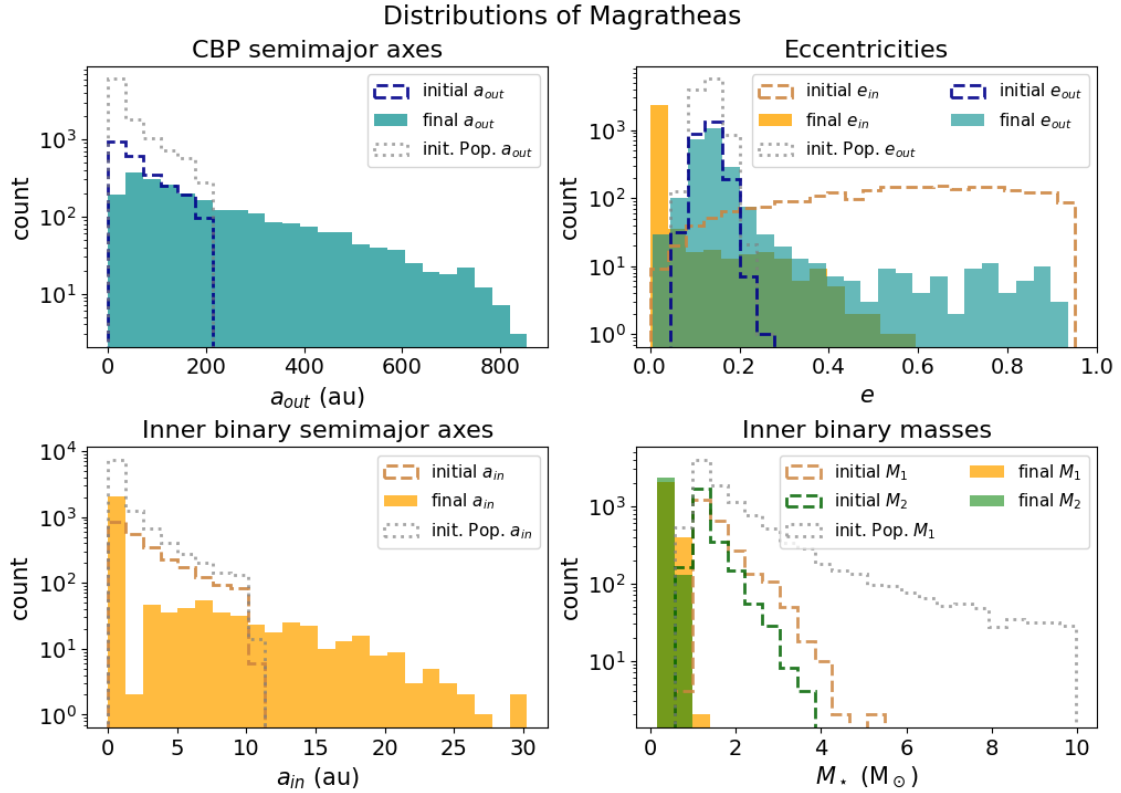 Distributions of Magratheas
CBP semimajor axes
initial a_out
final a_out
init. Pop. a_out
count
10^3
10^2
10^1
0 200 400 600 800
a_out (au)
Eccentricities
initial e_in
final e_in
init. Pop. e_out
initial e_out
final e_out
count
10^3
10^2
10^1
10^0
0.0 0.2 0.4 0.6 0.8 1.0
e
Inner binary semimajor axes
initial a_in
final a_in
init. Pop. a_in
count
10^4
10^3
10^2
10^1
10^0
0 5 10 15 20 25 30
a_in (au)
Inner binary masses
initial M_1
initial M_2
init. Pop. M_1
final M_1
final M_2
count
10^3
10^2
10^1
0 2 4 6 8 10
M_⋆ (M_⊙)